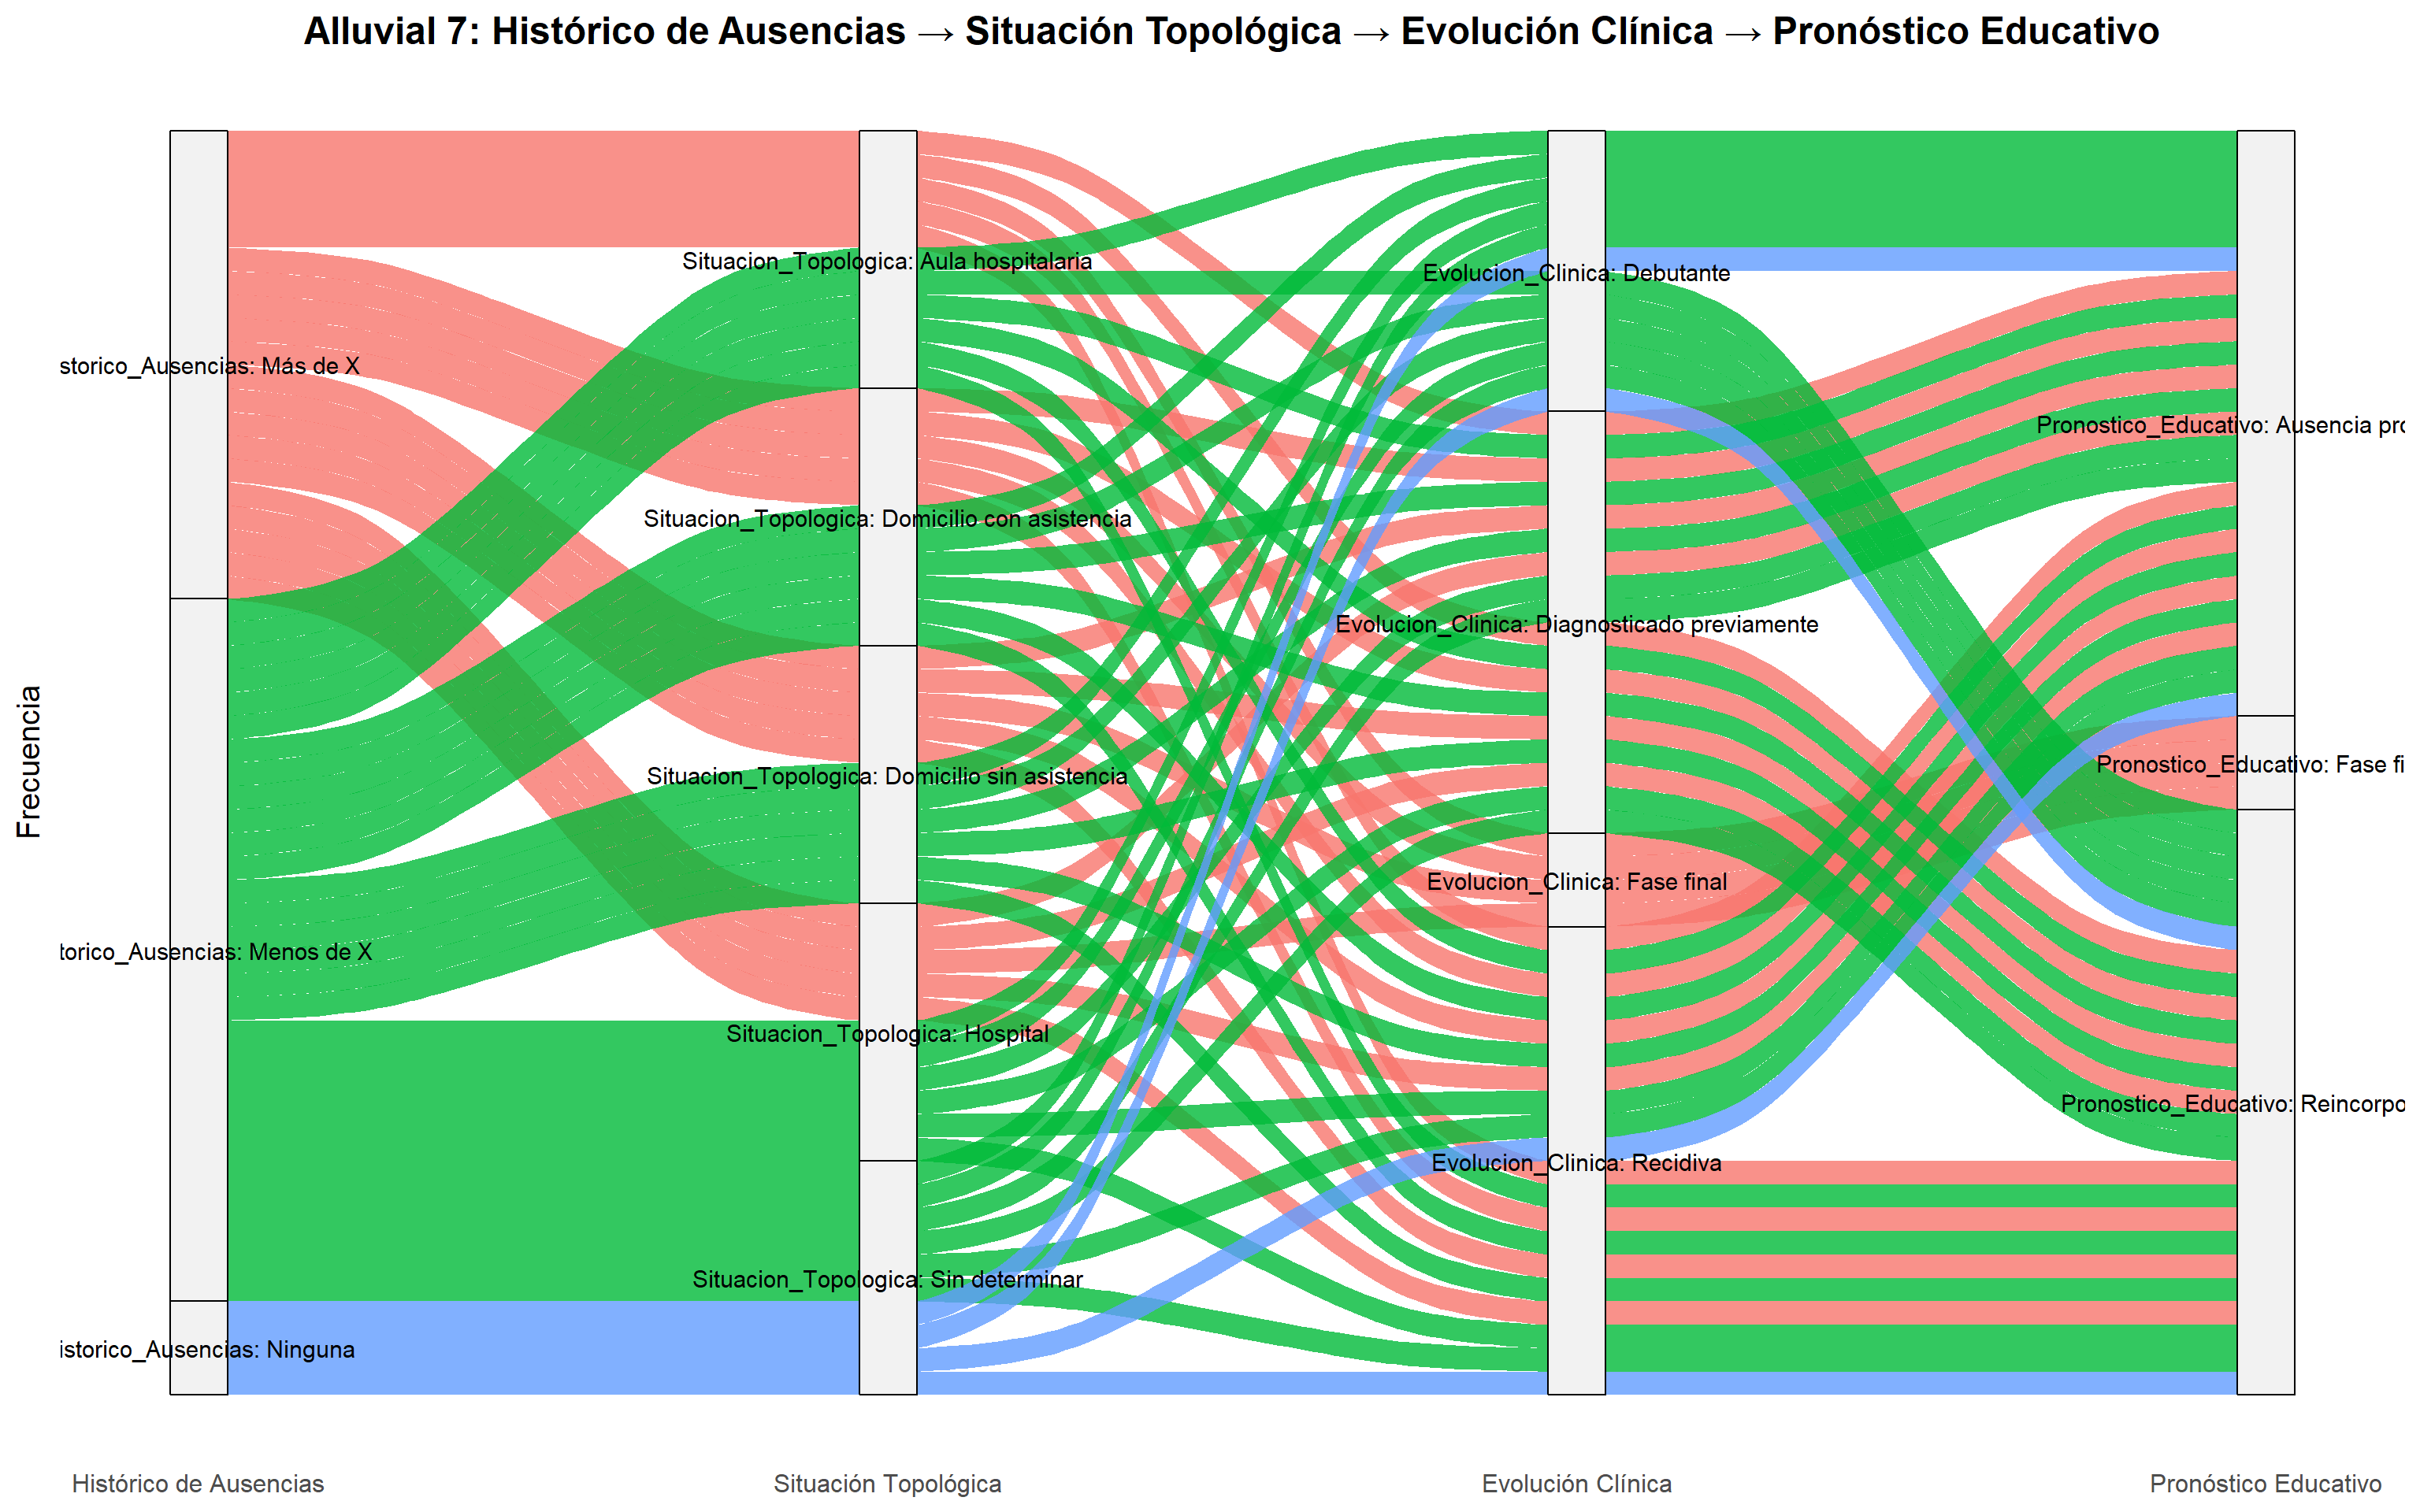 Alluvial 7: Histórico de Ausencias → Situación Topológica → Evolución Clínica → Pronóstico Educativo
Situacion_Topologica: Aula hospitalaria
Evolucion_Clinica: Debutante
storico_Ausencias: Más de X
Pronostico_Educativo: Ausencia pro
Situacion_Topologica: Domicilio con asistencia
Evolucion_Clinica: Diagnosticado previamente
Frecuencia
Pronostico_Educativo: Fase fi
Situacion_Topologica: Domicilio sin asistencia
Evolucion_Clinica: Fase final
torico_Ausencias: Menos de X
Situacion_Topologica: Hospital
Pronostico_Educativo: Reincorpo
Evolucion_Clinica: Recidiva
Situacion_Topologica: Sin determinar
istorico_Ausencias: Ninguna
Histórico de Ausencias
Situación Topológica
Evolución Clínica
Pronóstico Educativo